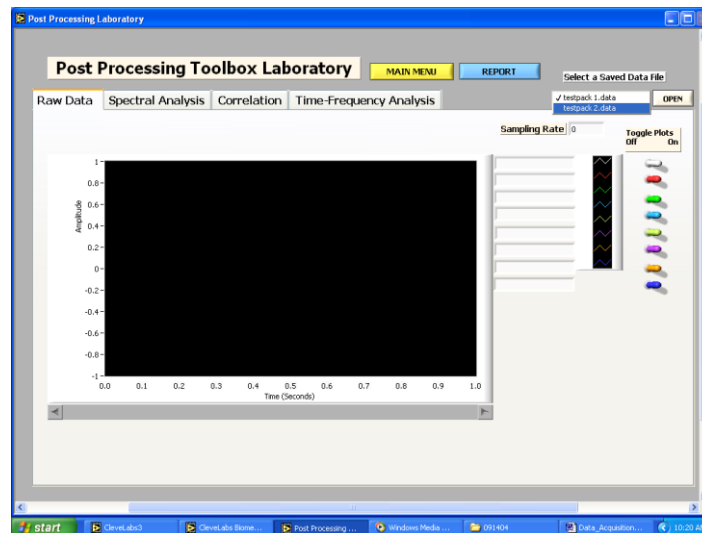 Post Processing Laboratory
Post Processing Toolbox Laboratory
MAIN MENU
REPORT
Select a Saved Data File
✓ testpack 1.data
testpack 2.data
OPEN
Raw Data
Spectral Analysis
Correlation
Time-Frequency Analysis
Sampling Rate 0
Toggle Plots
Off On
Amplitude
1
0.8
0.6
0.4
0.2
0
-0.2
-0.4
-0.6
-0.8
-1
0.0 0.1 0.2 0.3 0.4 0.5 0.6 0.7 0.8 0.9 1.0
Time (Seconds)
start
CleveLabs3
CleveLabs Biome...
Post Processing ...
Windows Media ...
091404
Data_Acquisition...
10:20 AM